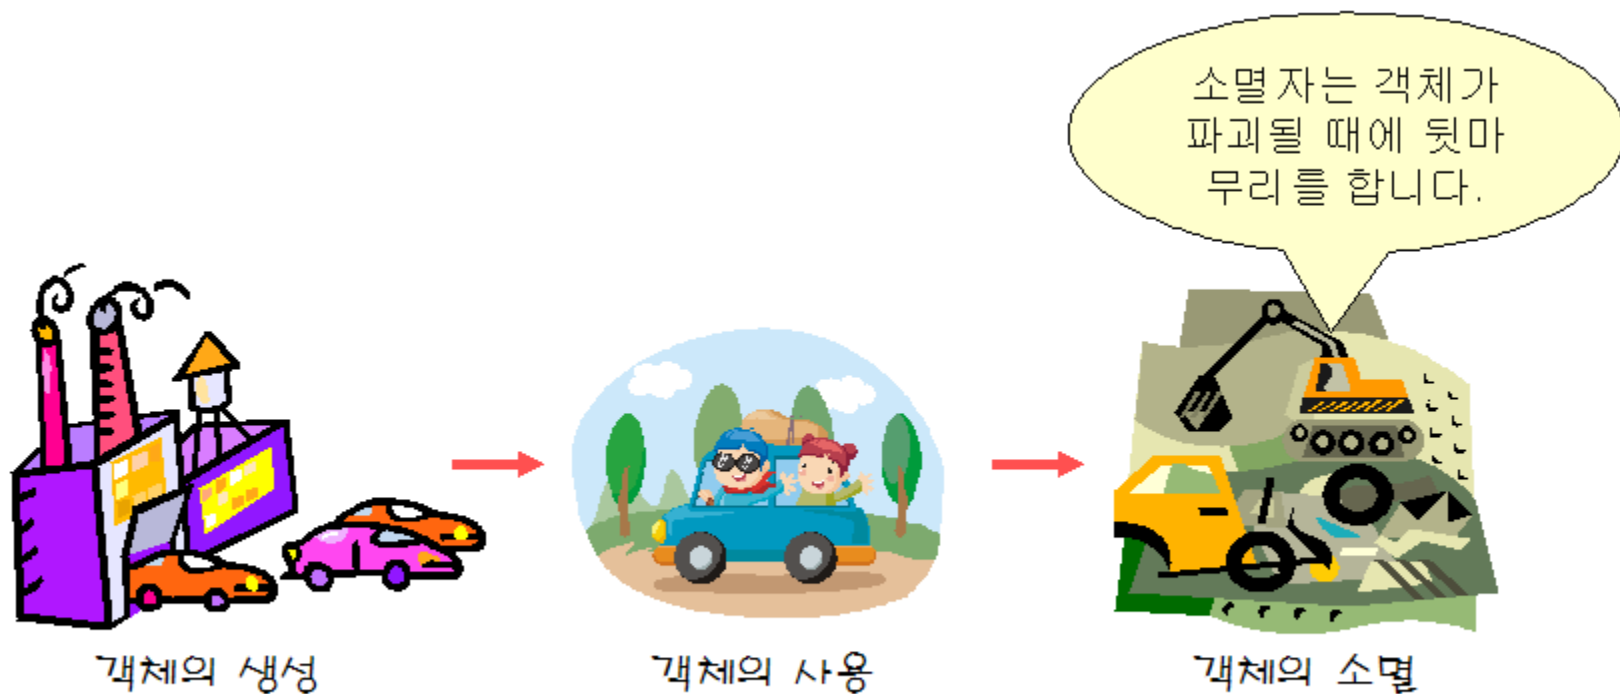 소멸자는 객체가
파괴될 때에 뒷마
무리를 합니다.
객체의 생성
객체의 사용
객체의 소멸